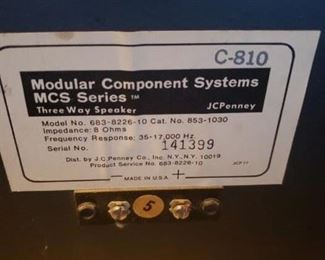 C-810
Modular Component Systems
MCS Series™
Three Way Speaker JCPenney
Model No. 683-8226-10 Cat. No. 853-1030
Impedance: 8 Ohms
Frequency Response: 35-17,000 Hz.
Serial No. 141399
Dist. by J.C. Penney Co., Inc. N.Y., N.Y. 10019
Product Service No. 683-8226-10
JCP 77
— MADE IN U.S.A. +
5